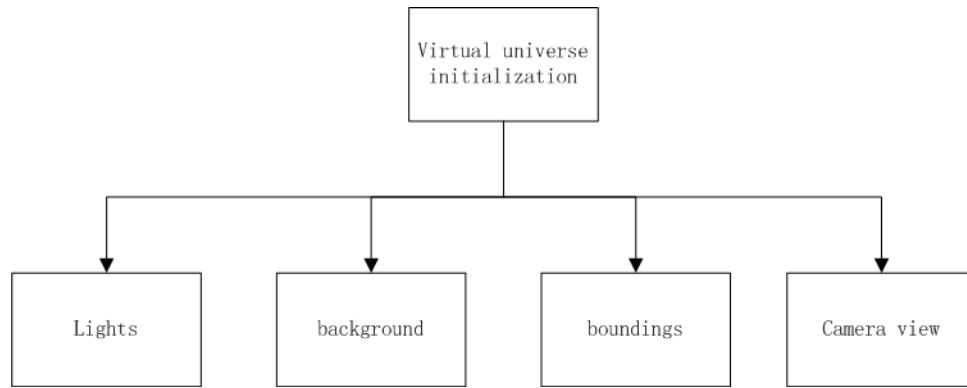 Virtual universe
initialization
Lights
background
boundings
Camera view